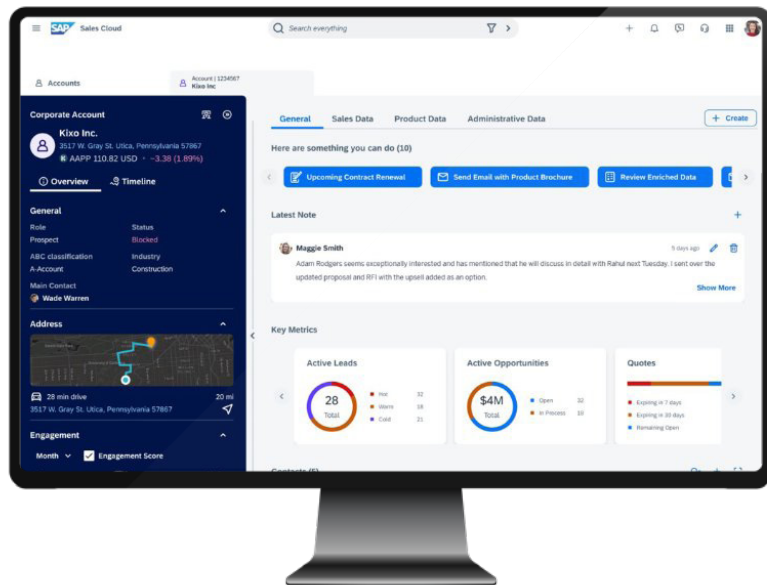 SAP Sales Cloud
Search everything
Accounts
Account | 1234567
Kixo Inc.
Corporate Account
Kixo Inc.
3517 W. Gray St. Utica, Pennsylvania 57867
AAPP 110.82 USD • −3.38 (1.89%)
Overview
Timeline
General
Role
Status
Prospect
Blocked
ABC classification
Industry
A-Account
Construction
Main Contact
Wade Warren
Address
28 min drive
20 mi
3517 W. Gray St. Utica, Pennsylvania 57867
Engagement
Month
Engagement Score
General
Sales Data
Product Data
Administrative Data
+ Create
Here are something you can do (10)
Upcoming Contract Renewal
Send Email with Product Brochure
Review Enriched Data
Latest Note
Maggie Smith
5 days ago
Adam Rodgers seems exceptionally interested and has mentioned that he will discuss in detail with Rahul next Tuesday. I sent over the
updated proposal and RFI with the upsell added as an option.
Show More
Key Metrics
Active Leads
28
Total
Hot 32
Warm 18
Cold 21
Active Opportunities
$4M
Total
Open 32
In Process
Quotes
Expiring in 7 days
Expiring in 30 days
Remaining Open
Contacts (5)